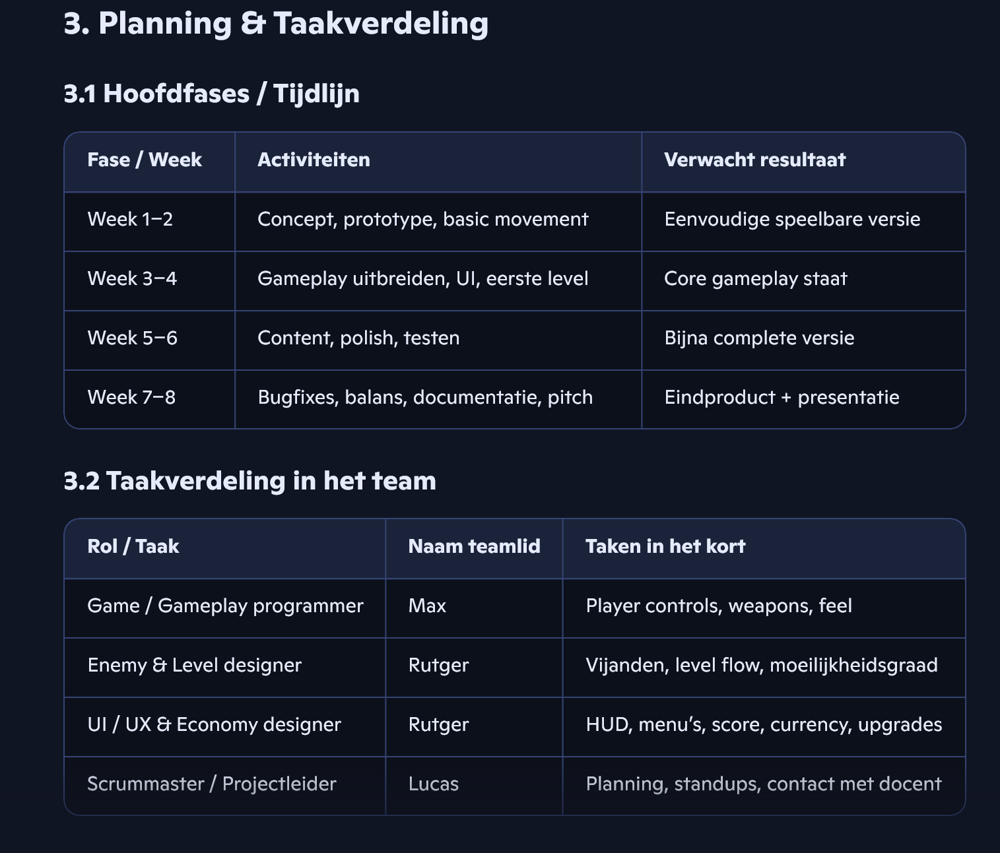 3. Planning & Taakverdeling
3.1 Hoofdfases / Tijdlijn
Fase / Week Activiteiten Verwacht resultaat
Week 1–2 Concept, prototype, basic movement Eenvoudige speelbare versie
Week 3–4 Gameplay uitbreiden, UI, eerste level Core gameplay staat
Week 5–6 Content, polish, testen Bijna complete versie
Week 7–8 Bugfixes, balans, documentatie, pitch Eindproduct + presentatie
3.2 Taakverdeling in het team
Rol / Taak Naam teamlid Taken in het kort
Game / Gameplay programmer Max Player controls, weapons, feel
Enemy & Level designer Rutger Vijanden, level flow, moeilijkheidsgraad
UI / UX & Economy designer Rutger HUD, menu’s, score, currency, upgrades
Scrummaster / Projectleider Lucas Planning, standups, contact met docent